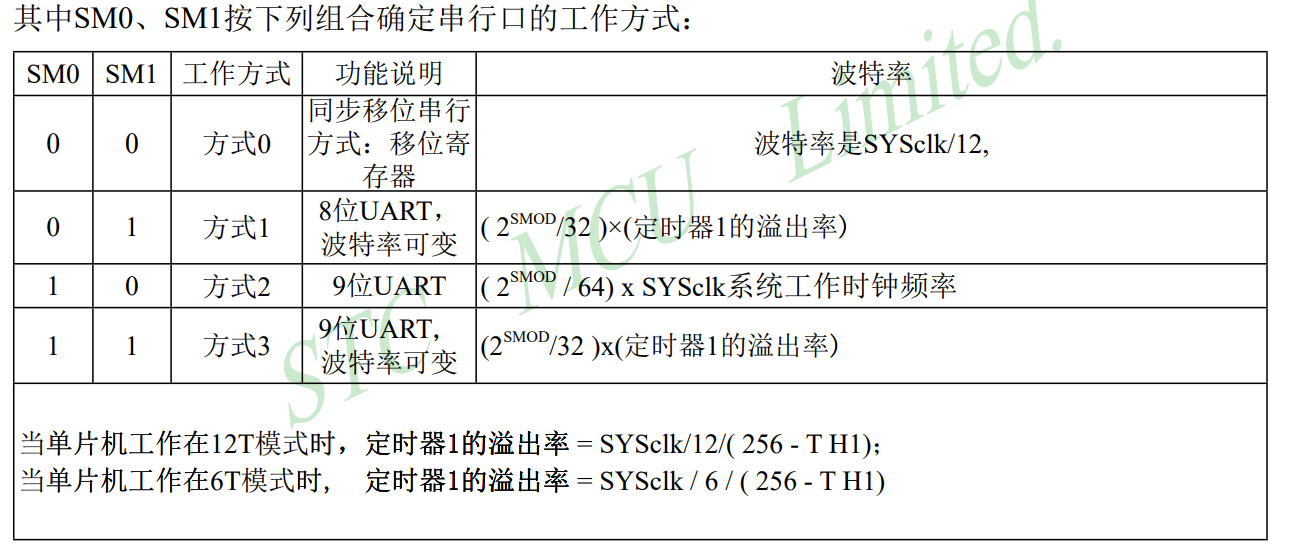 其中SM0、SM1按下列组合确定串行口的工作方式：
SM0 SM1 工作方式 功能说明 波特率
0 0 方式0 同步移位串行方式：移位寄存器 波特率是SYSclk/12,
0 1 方式1 8位UART，波特率可变 ( 2^SMOD/32 )×(定时器1的溢出率）
1 0 方式2 9位UART ( 2^SMOD / 64) x SYSclk系统工作时钟频率
1 1 方式3 9位UART，波特率可变 (2^SMOD/32 )x(定时器1的溢出率）
当单片机工作在12T模式时，定时器1的溢出率 = SYSclk/12/( 256 - T H1)；
当单片机工作在6T模式时， 定时器1的溢出率 = SYSclk / 6 / ( 256 - T H1)
STC MCU Limited.